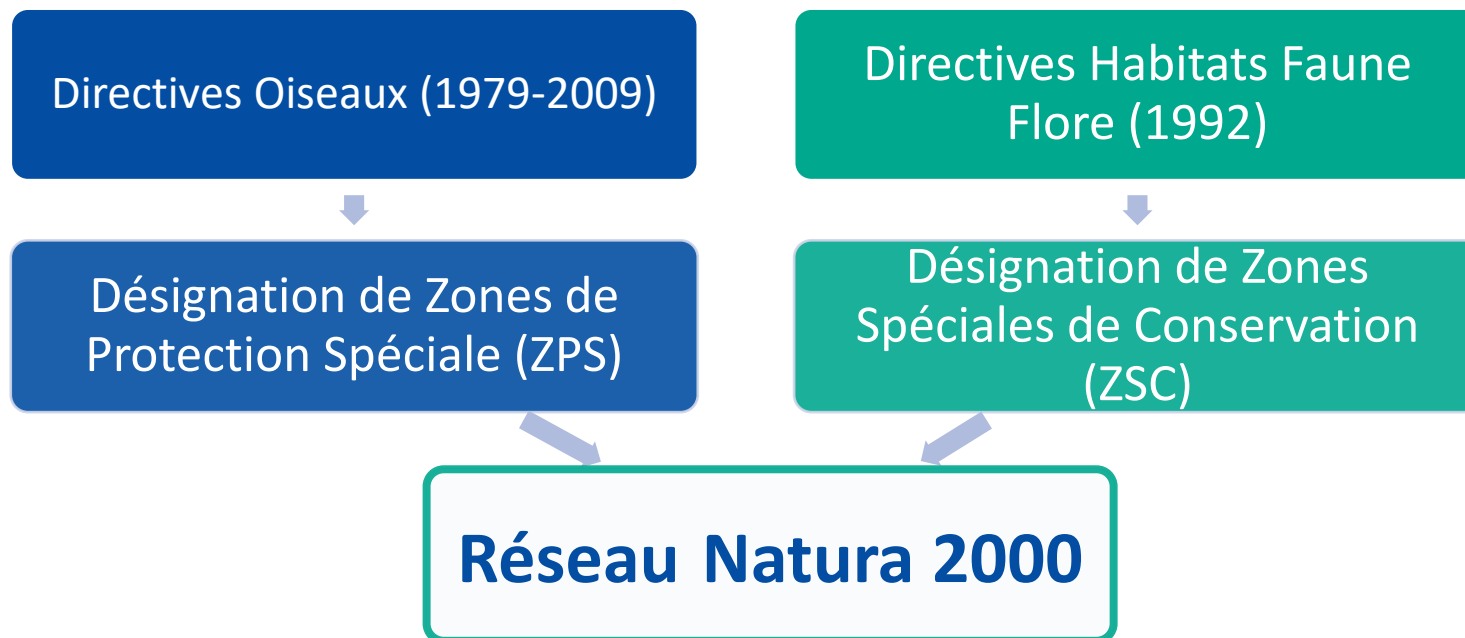 Directives Oiseaux (1979-2009)
Directives Habitats Faune
Flore (1992)
Désignation de Zones de
Protection Spéciale (ZPS)
Désignation de Zones
Spéciales de Conservation
(ZSC)
Réseau Natura 2000